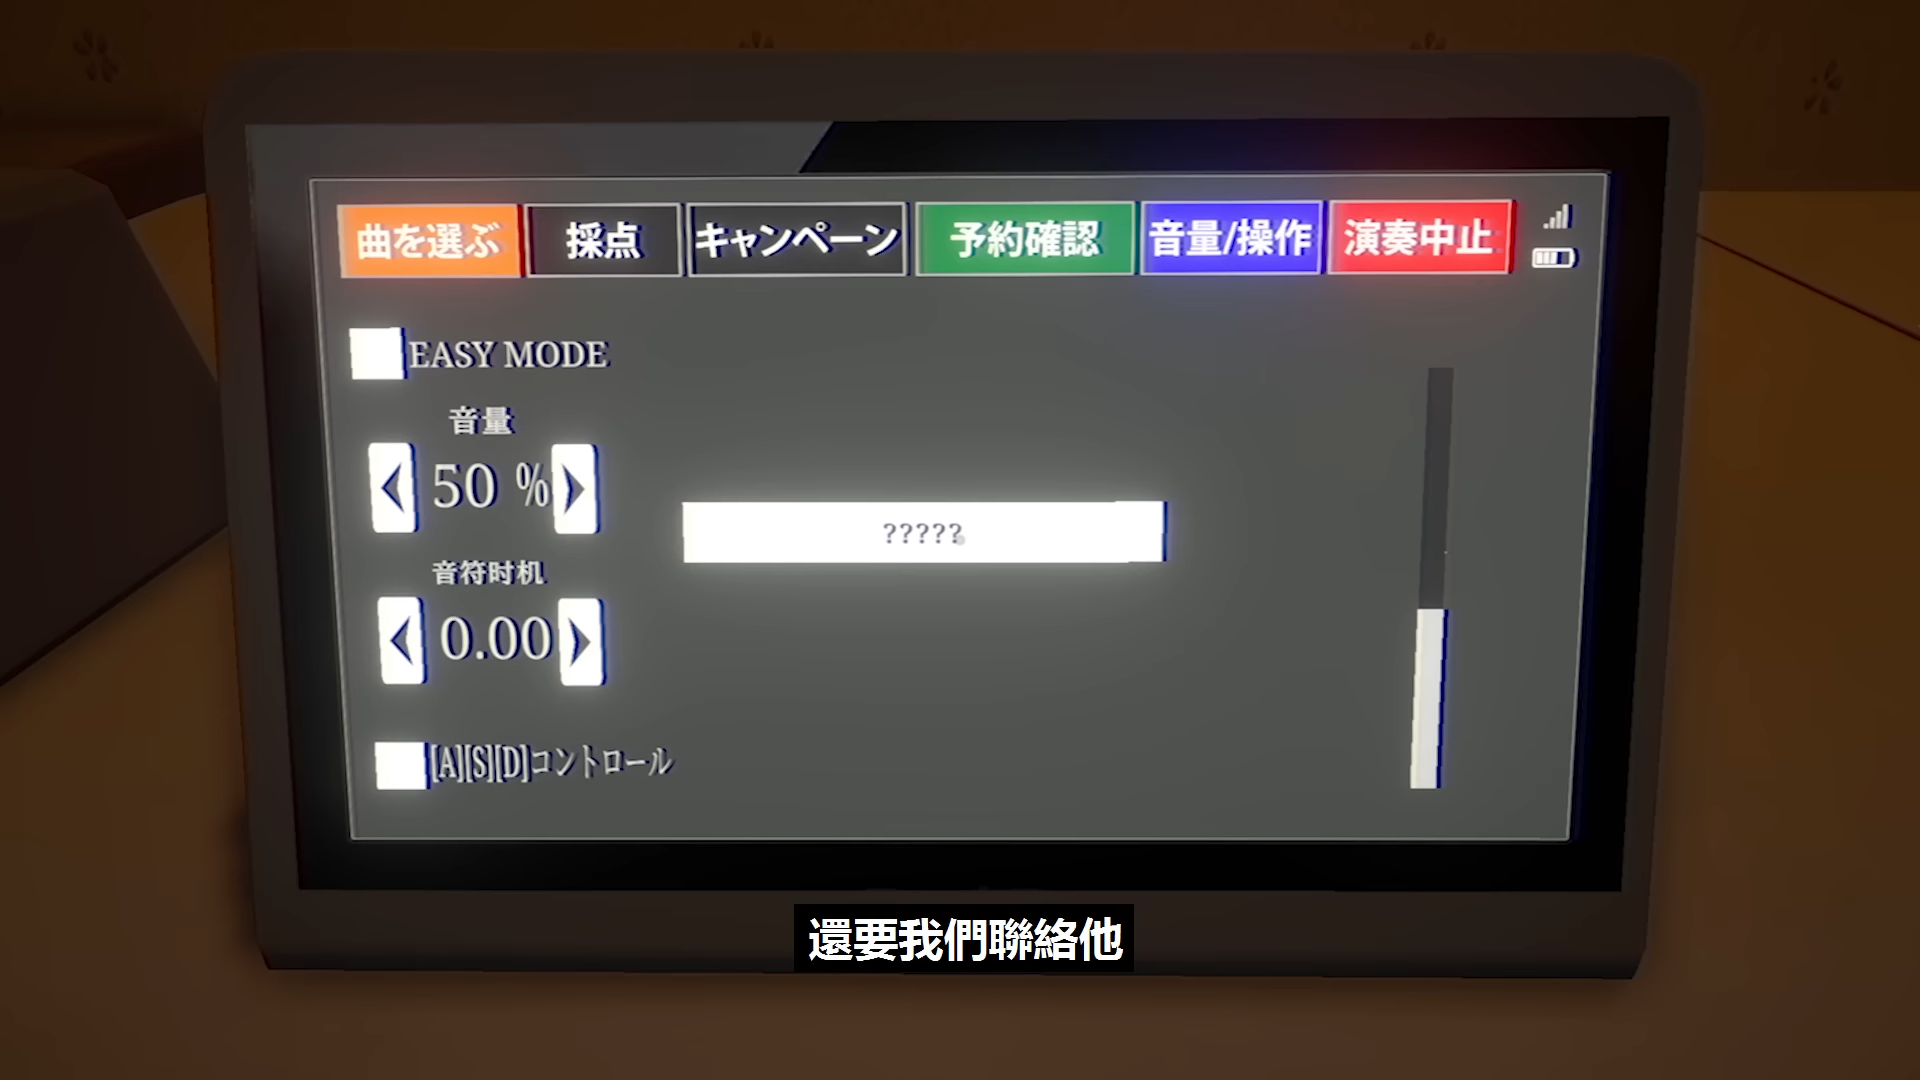 曲を選ぶ 採点 キャンペーン 予約確認 音量/操作 演奏中止
EASY MODE
音量
50 %
?????
音符时机
0.00
[A][S][D]コントロール
還要我們聯絡他